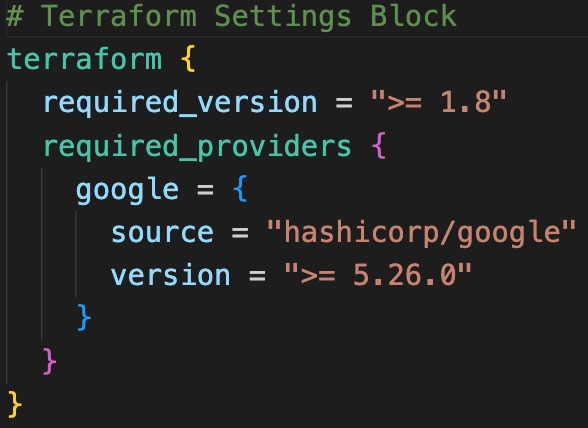 # Terraform Settings Block
terraform {
  required_version = ">= 1.8"
  required_providers {
    google = {
      source = "hashicorp/google"
      version = ">= 5.26.0"
    }
  }
}